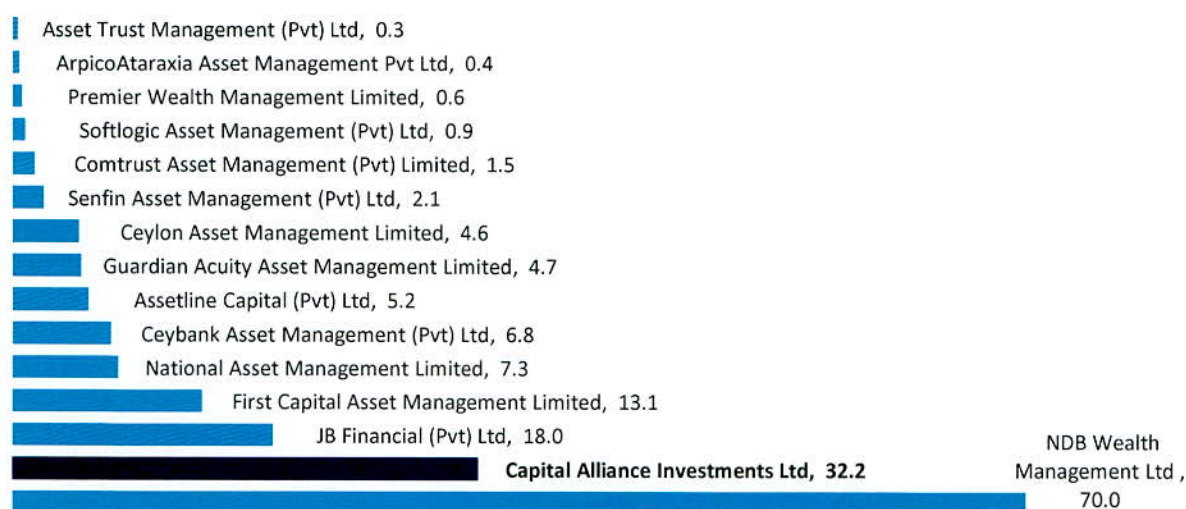 Asset Trust Management (Pvt) Ltd, 0.3
ArpicoAtaraxia Asset Management Pvt Ltd, 0.4
Premier Wealth Management Limited, 0.6
Softlogic Asset Management (Pvt) Ltd, 0.9
Comtrust Asset Management (Pvt) Limited, 1.5
Senfin Asset Management (Pvt) Ltd, 2.1
Ceylon Asset Management Limited, 4.6
Guardian Acuity Asset Management Limited, 4.7
Assetline Capital (Pvt) Ltd, 5.2
Ceybank Asset Management (Pvt) Ltd, 6.8
National Asset Management Limited, 7.3
First Capital Asset Management Limited, 13.1
JB Financial (Pvt) Ltd, 18.0
Capital Alliance Investments Ltd, 32.2
NDB Wealth
Management Ltd ,
70.0